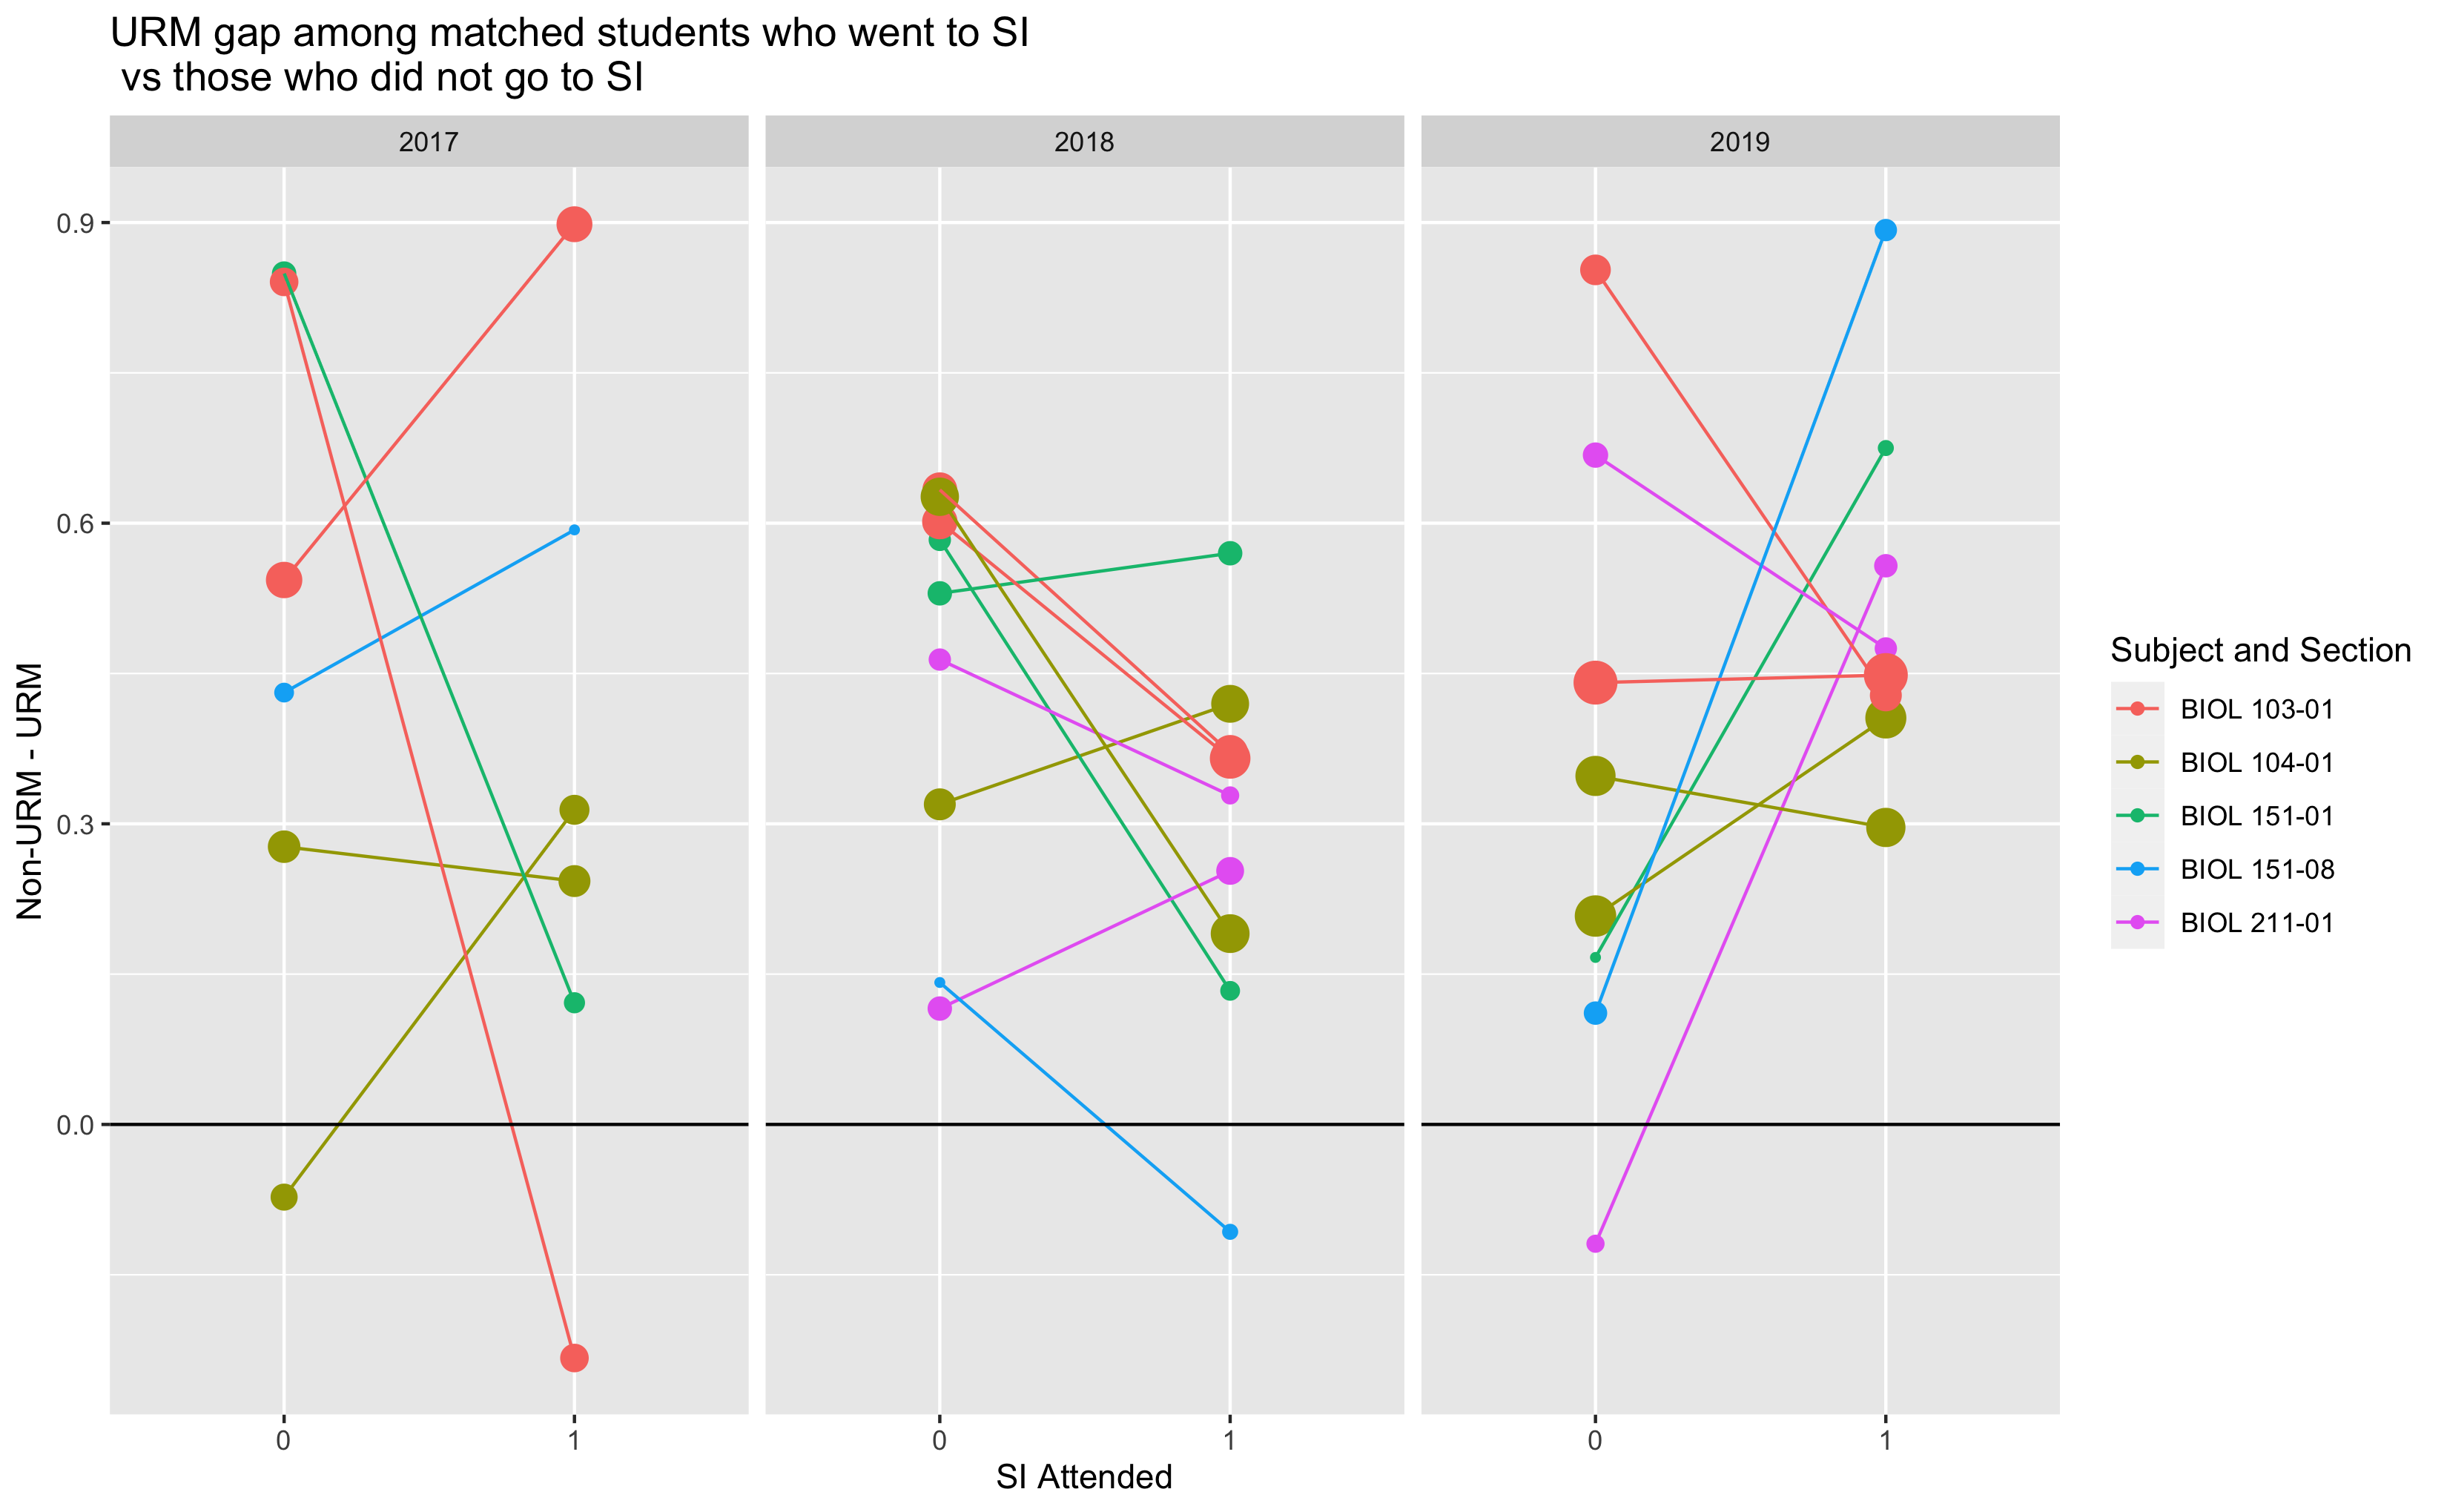 URM gap among matched students who went to SI
vs those who did not go to SI
2017
2018
2019
Non-URM - URM
0.9
0.6
0.3
0.0
0
1
0
1
0
1
SI Attended
Subject and Section
BIOL 103-01
BIOL 104-01
BIOL 151-01
BIOL 151-08
BIOL 211-01